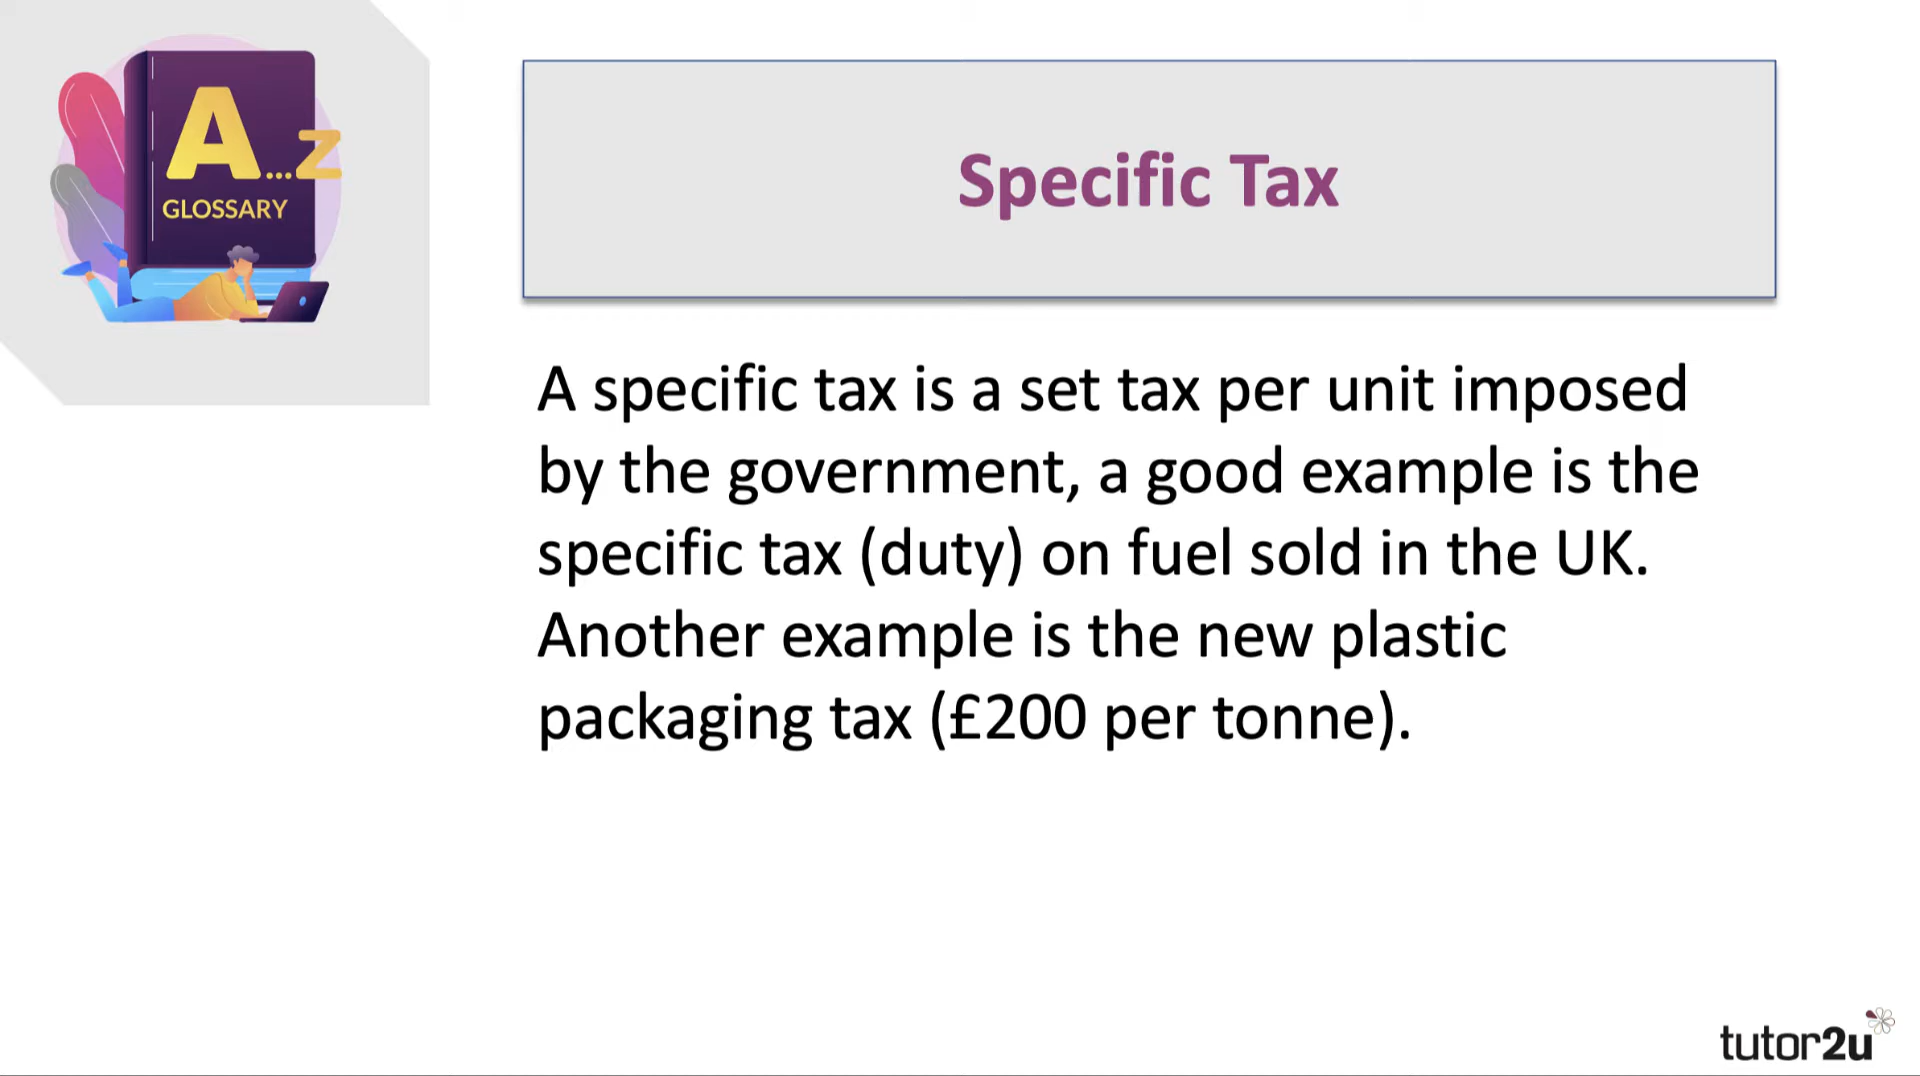 A...Z
GLOSSARY
Specific Tax
A specific tax is a set tax per unit imposed
by the government, a good example is the
specific tax (duty) on fuel sold in the UK.
Another example is the new plastic
packaging tax (£200 per tonne).
tutor2u